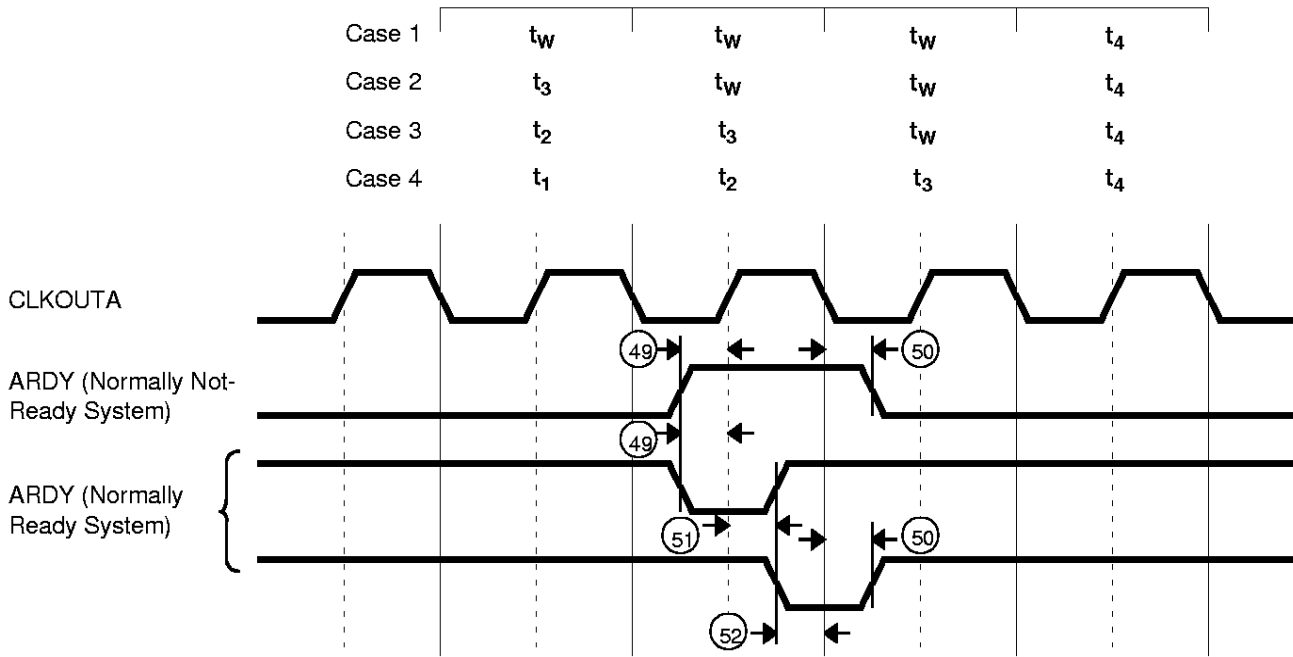 Case 1 tW tW tW t4
Case 2 t3 tW tW t4
Case 3 t2 t3 tW t4
Case 4 t1 t2 t3 t4
CLKOUTA
49 50
ARDY (Normally Not-
Ready System)
49
ARDY (Normally
Ready System)
51 50
52